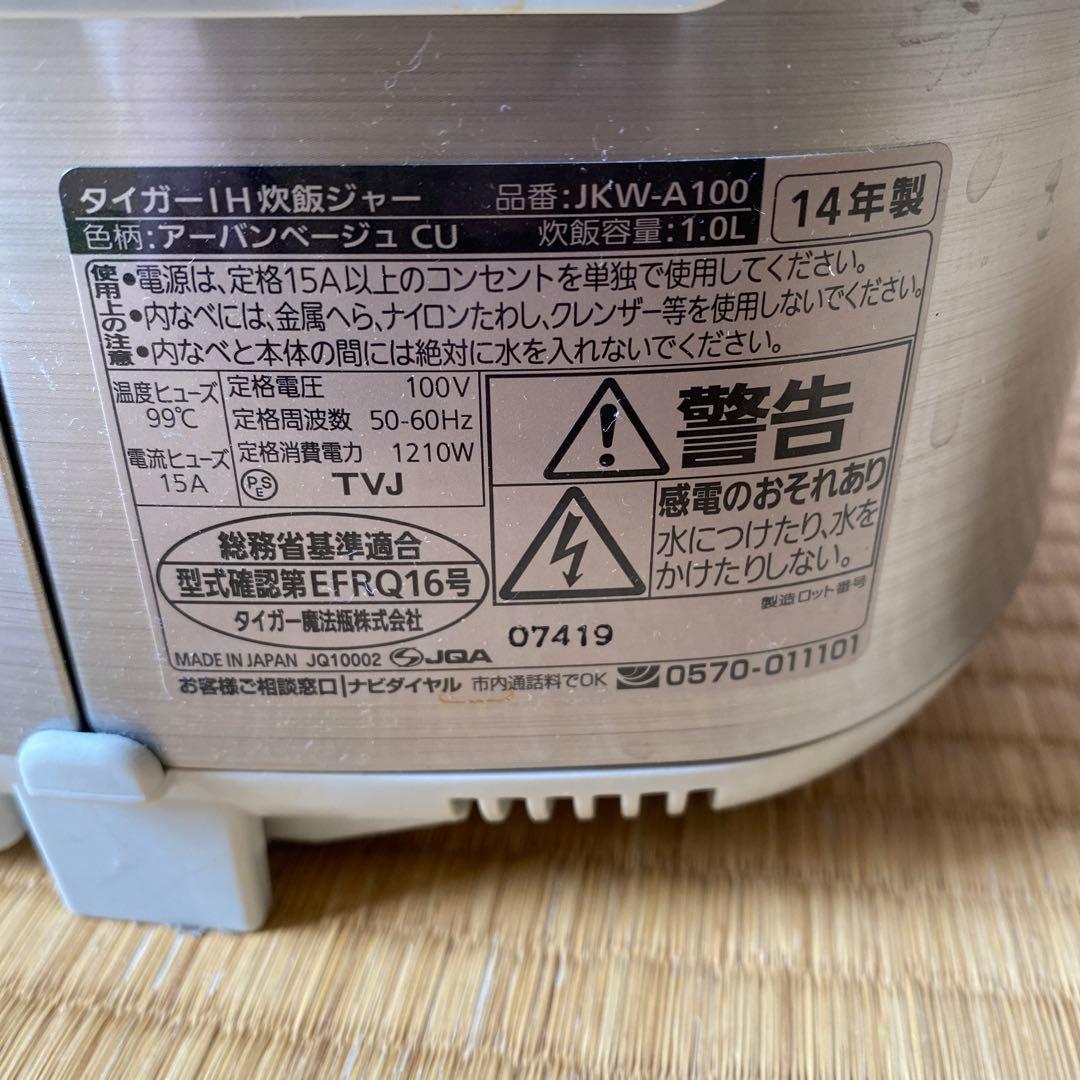 タイガーIH炊飯ジャー 品番:JKW-A100
色柄:アーバンベージュ CU 炊飯容量:1.0L
14年製
使用上の注意
•電源は、定格15A以上のコンセントを単独で使用してください。
•内なべには、金属へら、ナイロンたわし、クレンザー等を使用しないでください。
•内なべと本体の間には絶対に水を入れないでください。
温度ヒューズ
99℃
電流ヒューズ
15A
定格電圧 100V
定格周波数 50-60Hz
定格消費電力 1210W
PSE TVJ
警告
感電のおそれあり
水につけたり、水を
かけたりしない。
総務省基準適合
型式確認第EFRQ16号
タイガー魔法瓶株式会社
製造ロット番号
07419
MADE IN JAPAN JQ10002 JQA
お客様ご相談窓口 ナビダイヤル 市内通話料でOK 0570-011101